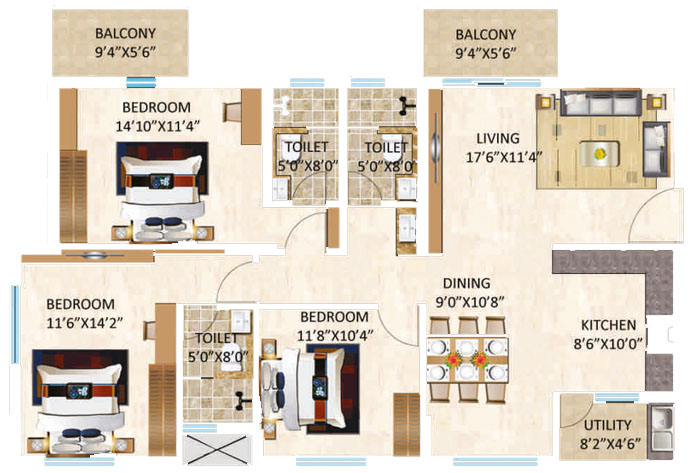 BALCONY
9'4"X5'6"
BALCONY
9'4"X5'6"
BEDROOM
14'10"X11'4"
TOILET
5'0"X8'0"
TOILET
5'0"X8'0
LIVING
17'6"X11'4"
BEDROOM
11'6"X14'2"
TOILET
5'0"X8'0"
BEDROOM
11'8"X10'4"
DINING
9'0"X10'8"
KITCHEN
8'6"X10'0"
UTILITY
8'2"X4'6"